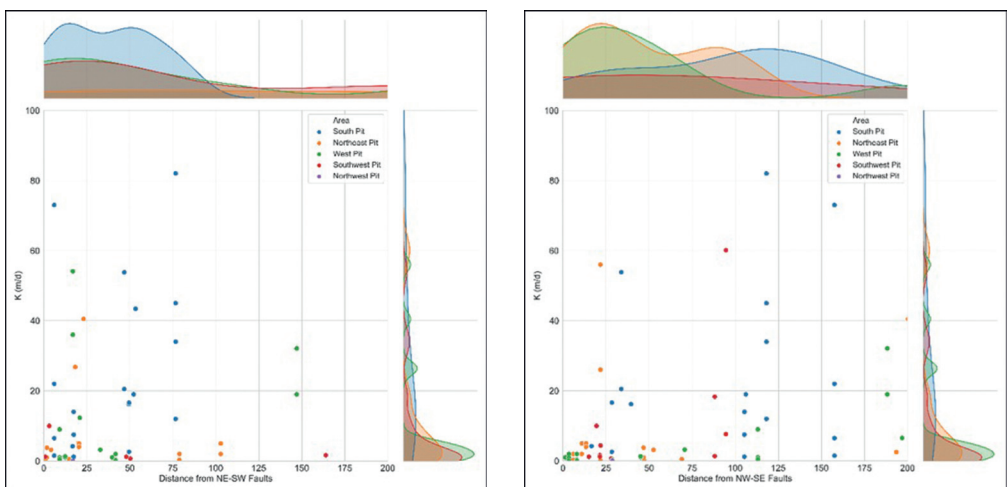 100
80
60
40
20
0
K (m/d)
Area
South Pit
Northeast Pit
West Pit
Southwest Pit
Northwest Pit
0 25 50 75 100 125 150 175 200
Distance from NE-SW Faults
100
80
60
40
20
0
K (m/d)
Area
South Pit
Northeast Pit
West Pit
Southwest Pit
Northwest Pit
0 25 50 75 100 125 150 175 200
Distance from NW-SE Faults